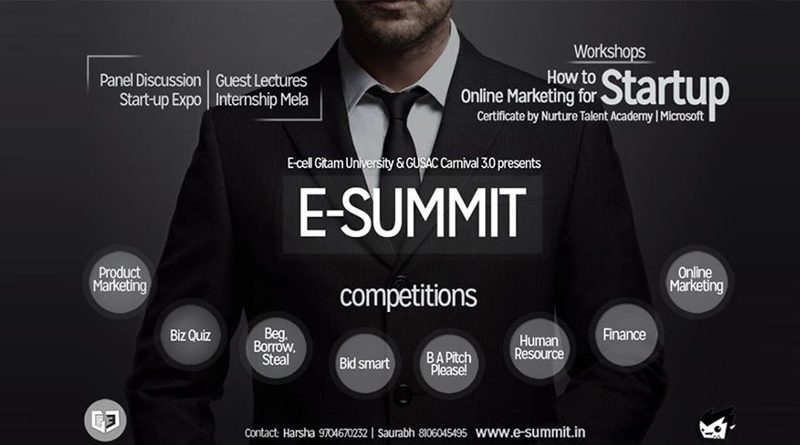 Panel Discussion
Start-up Expo
Guest Lectures
Internship Mela
Workshops
How to
Online Marketing for
Startup
Certificate by Nurture Talent Academy | Microsoft
E-cell Gitam University & GUSAC Carnival 3.0 presents
E-SUMMIT
competitions
Product
Marketing
Biz Quiz
Beg,
Borrow,
Steal
Bid smart
B A Pitch
Please!
Human
Resource
Finance
Online
Marketing
Contact: Harsha 9704670232 | Saurabh 8106045495 www.e-summit.in